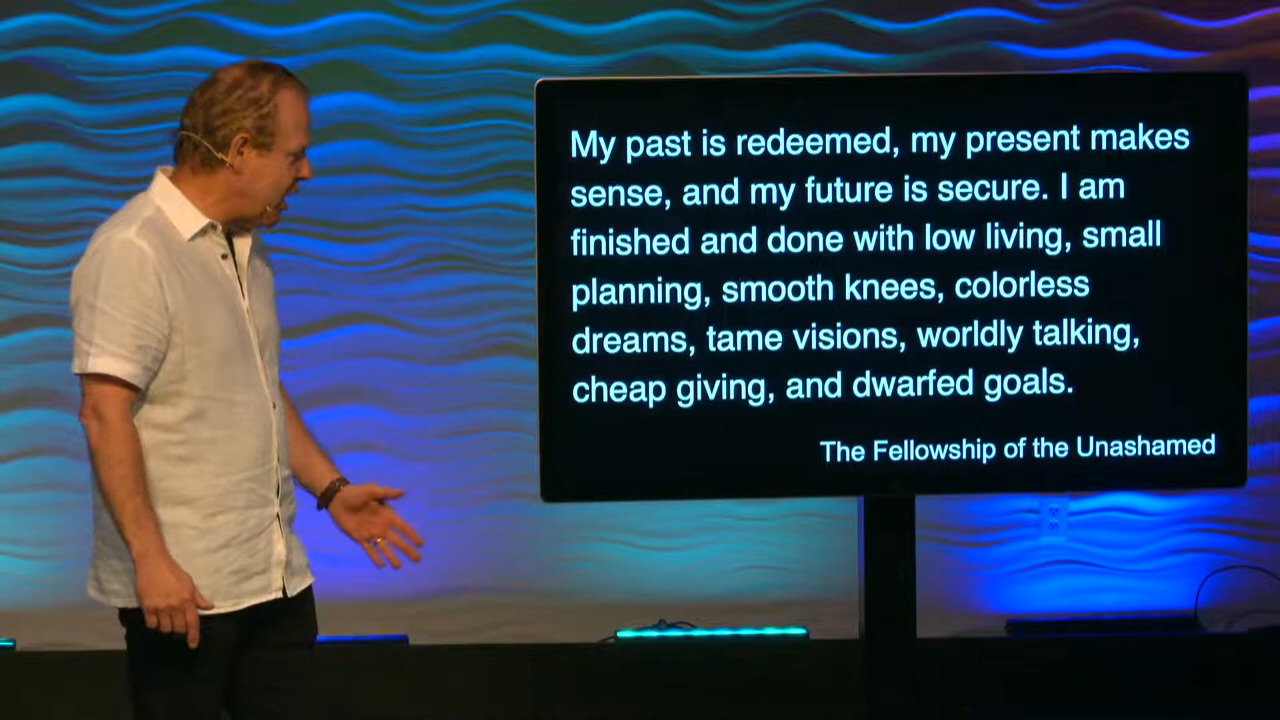 My past is redeemed, my present makes
sense, and my future is secure. I am
finished and done with low living, small
planning, smooth knees, colorless
dreams, tame visions, worldly talking,
cheap giving, and dwarfed goals.
The Fellowship of the Unashamed